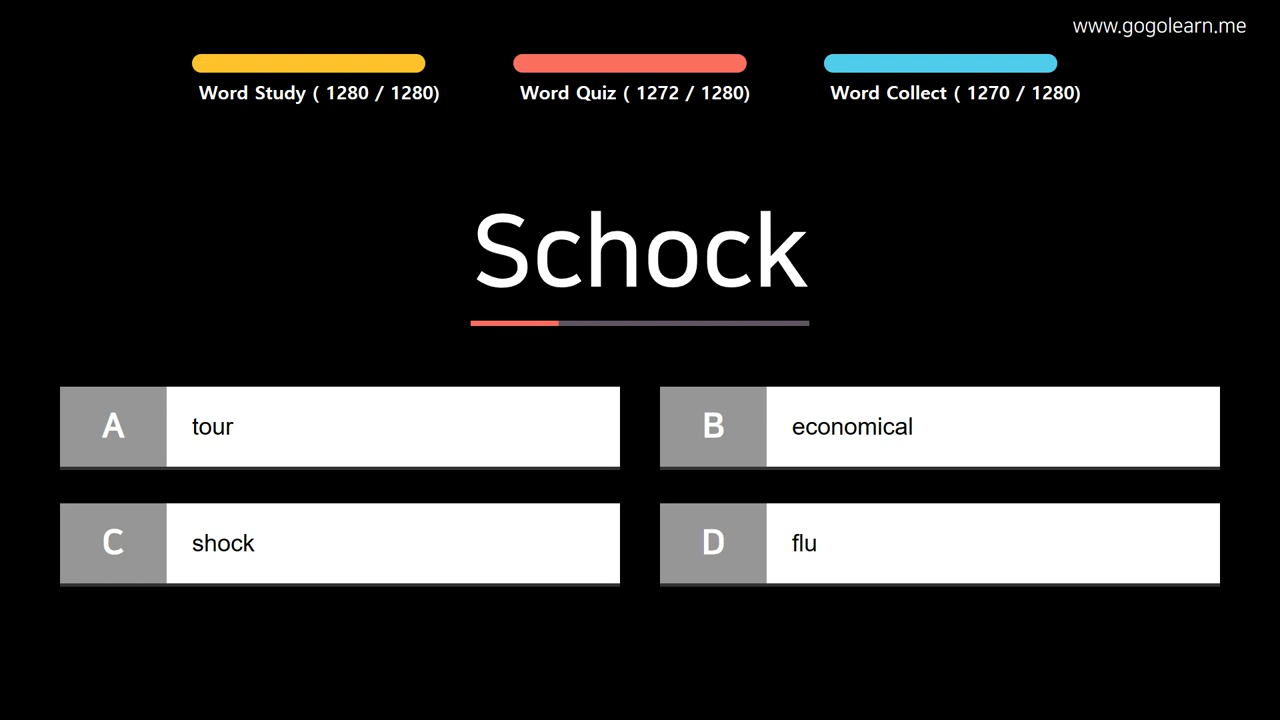 www.gogolearn.me
Word Study ( 1280 / 1280)
Word Quiz ( 1272 / 1280)
Word Collect ( 1270 / 1280)
Schock
A tour
B economical
C shock
D flu